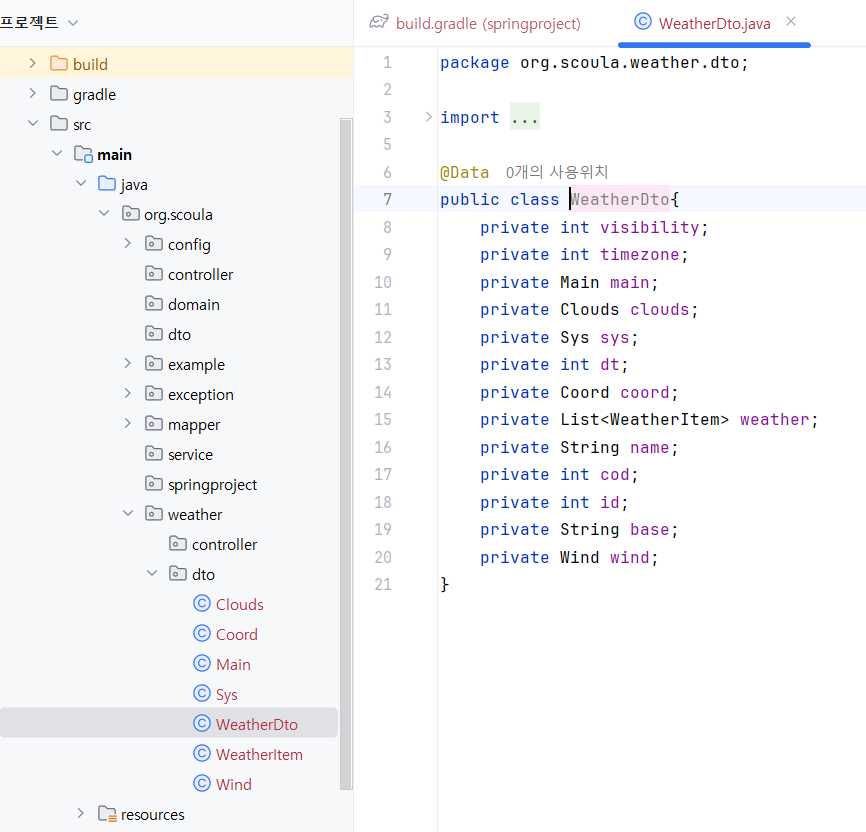 프로젝트
build
gradle
src
main
java
org.scoula
config
controller
domain
dto
example
exception
mapper
service
springproject
weather
controller
dto
Clouds
Coord
Main
Sys
WeatherDto
WeatherItem
Wind
resources
build.gradle (springproject)
WeatherDto.java
1 package org.scoula.weather.dto;
2
3 import ...
5
6 @Data 0개의 사용위치
7 public class WeatherDto{
8 private int visibility;
9 private int timezone;
10 private Main main;
11 private Clouds clouds;
12 private Sys sys;
13 private int dt;
14 private Coord coord;
15 private List<WeatherItem> weather;
16 private String name;
17 private int cod;
18 private int id;
19 private String base;
20 private Wind wind;
21 }